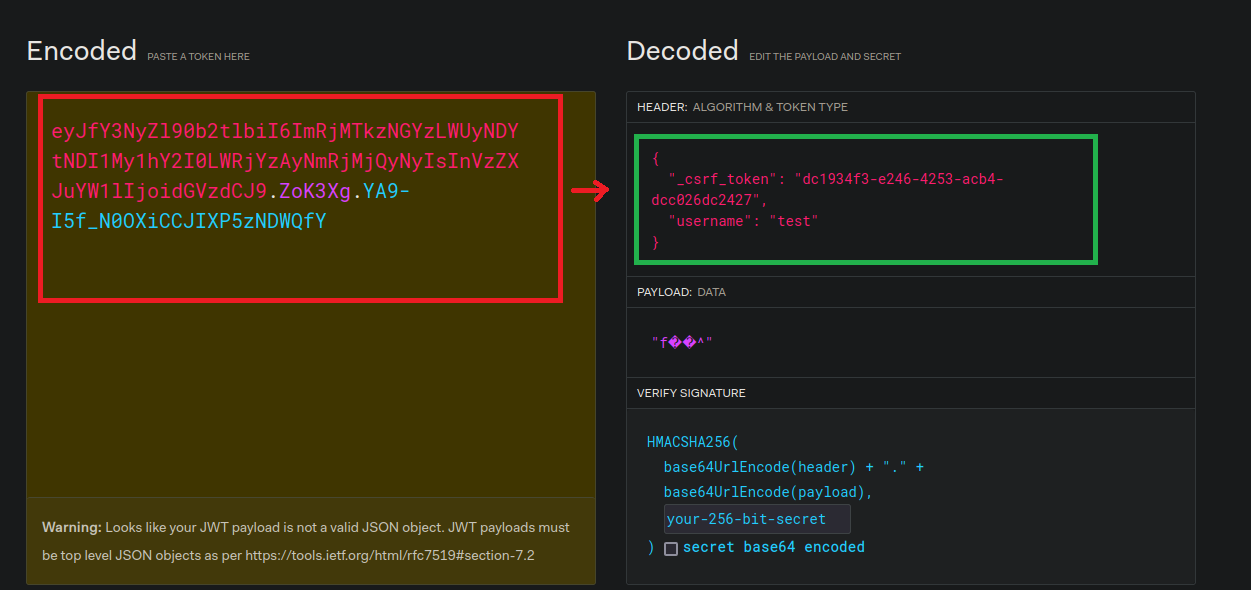 Encoded PASTE A TOKEN HERE
eyJfY3NyZl90b2tlbiI6ImRjMTkzNGYzLWUyNDY
tNDI1My1hY2I0LWRjYzAyNmRjMjQyNyIsInVzZX
JuYW1lIjoidGVzdCJ9.ZoK3Xg.YA9-
I5f_N0OXiCCJIXP5zNDWQfY
Warning: Looks like your JWT payload is not a valid JSON object. JWT payloads must
be top level JSON objects as per https://tools.ietf.org/html/rfc7519#section-7.2
Decoded EDIT THE PAYLOAD AND SECRET
HEADER: ALGORITHM & TOKEN TYPE
{
"_csrf_token": "dc1934f3-e246-4253-acb4-
dcc026dc2427",
"username": "test"
}
PAYLOAD: DATA
"f��^"
VERIFY SIGNATURE
HMACSHA256(
base64UrlEncode(header) + "." +
base64UrlEncode(payload),
your-256-bit-secret
) secret base64 encoded